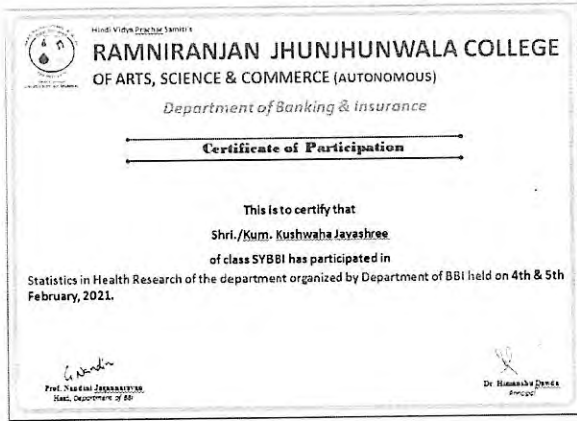 Hindi Vidya Prachar Samiti's
RAMNIRANJAN JHUNJHUNWALA COLLEGE
OF ARTS, SCIENCE & COMMERCE (AUTONOMOUS)
Department of Banking & Insurance
Certificate of Participation
This is to certify that
Shri./Kum. Kushwaha Jayashree
of class SYBBI has participated in
Statistics in Health Research of the department organized by Department of BBI held on 4th & 5th
February, 2021.
Prof. Nandini Jagannarayan
Head, Department of BBI
Dr. Himanshu Dawda
Principal